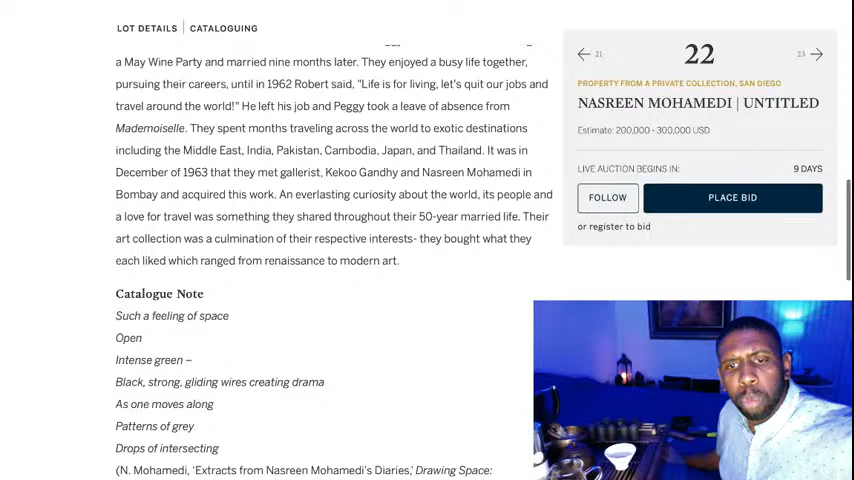 LOT DETAILS | CATALOGUING
a May Wine Party and married nine months later. They enjoyed a busy life together,
pursuing their careers, until in 1962 Robert said, "Life is for living, let's quit our jobs and
travel around the world!" He left his job and Peggy took a leave of absence from
Mademoiselle. They spent months traveling across the world to exotic destinations
including the Middle East, India, Pakistan, Cambodia, Japan, and Thailand. It was in
December of 1963 that they met gallerist, Kekoo Gandhy and Nasreen Mohamedi in
Bombay and acquired this work. An everlasting curiosity about the world, its people and
a love for travel was something they shared throughout their 50-year married life. Their
art collection was a culmination of their respective interests- they bought what they
each liked which ranged from renaissance to modern art.
Catalogue Note
Such a feeling of space
Open
Intense green –
Black, strong, gliding wires creating drama
As one moves along
Patterns of grey
Drops of intersecting
(N. Mohamedi, 'Extracts from Nasreen Mohamedi's Diaries,' Drawing Space:
← 21 22 23 →
PROPERTY FROM A PRIVATE COLLECTION, SAN DIEGO
NASREEN MOHAMEDI | UNTITLED
Estimate: 200,000 - 300,000 USD
LIVE AUCTION BEGINS IN: 9 DAYS
FOLLOW PLACE BID
or register to bid